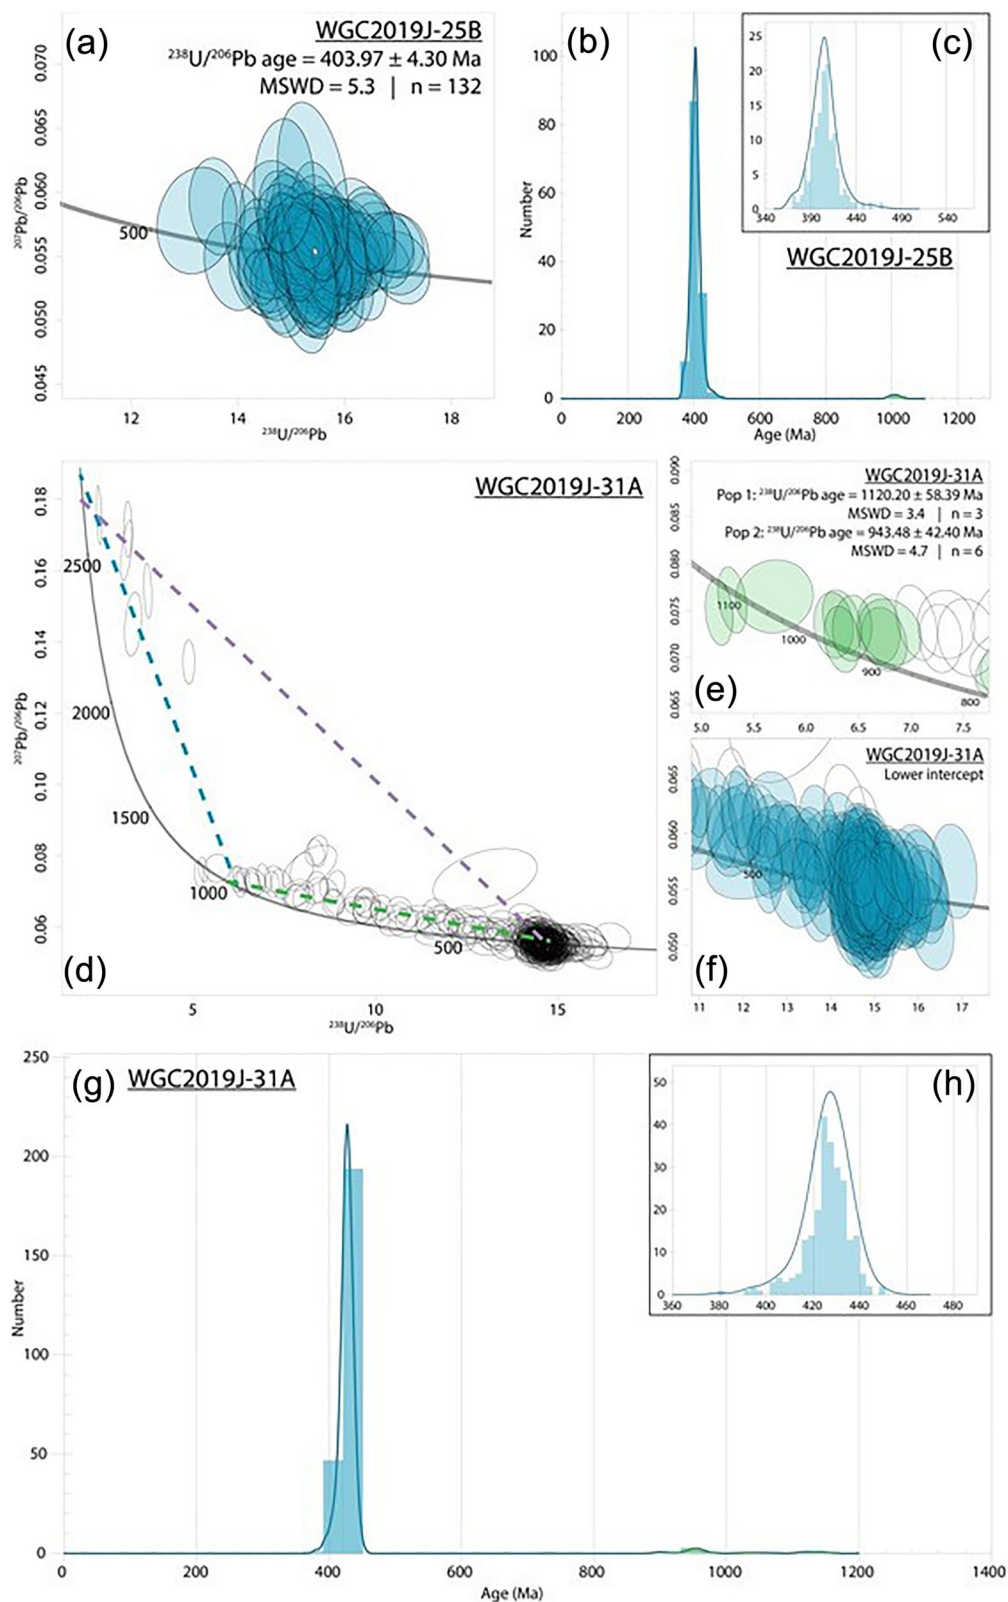 (a)
WGC2019J-25B
²³⁸U/²⁰⁶Pb age = 403.97 ± 4.30 Ma
MSWD = 5.3 | n = 132
0.070
0.065
0.060
0.055
0.050
0.045
²⁰⁷Pb/²⁰⁶Pb
500
12 14 16 18
²³⁸U/²⁰⁶Pb
(b)
100
80
60
40
20
0
Number
0 200 400 600 800 1000 1200
Age (Ma)
WGC2019J-25B
(c)
25
20
15
10
5
0
340 390 440 490 540
(d)
WGC2019J-31A
0.18
0.16
0.14
0.12
0.10
0.08
0.06
²⁰⁷Pb/²⁰⁶Pb
2500
2000
1500
1000
500
5 10 15
²³⁸U/²⁰⁶Pb
(e)
WGC2019J-31A
Pop 1: ²³⁸U/²⁰⁶Pb age = 1120.20 ± 58.39 Ma
MSWD = 3.4 | n = 3
Pop 2: ²³⁸U/²⁰⁶Pb age = 943.48 ± 42.40 Ma
MSWD = 4.7 | n = 6
0.090
0.085
0.080
0.075
0.070
0.065
1100
1000
900
800
4.9 5.5 5.7 6.0 6.5 7.0 7.5
(f)
WGC2019J-31A
Lower intercept
0.065
0.060
0.055
0.050
500
11 12 13 14 15 16 17
(g)
WGC2019J-31A
250
200
150
100
50
0
Number
0 200 400 600 800 1000 1200 1400
Age (Ma)
(h)
50
40
30
20
10
0
360 380 400 420 440 460 480